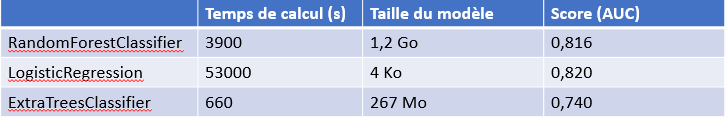 Temps de calcul (s) Taille du modèle Score (AUC)
RandomForestClassifier 3900 1,2 Go 0,816
LogisticRegression 53000 4 Ko 0,820
ExtraTreesClassifier 660 267 Mo 0,740